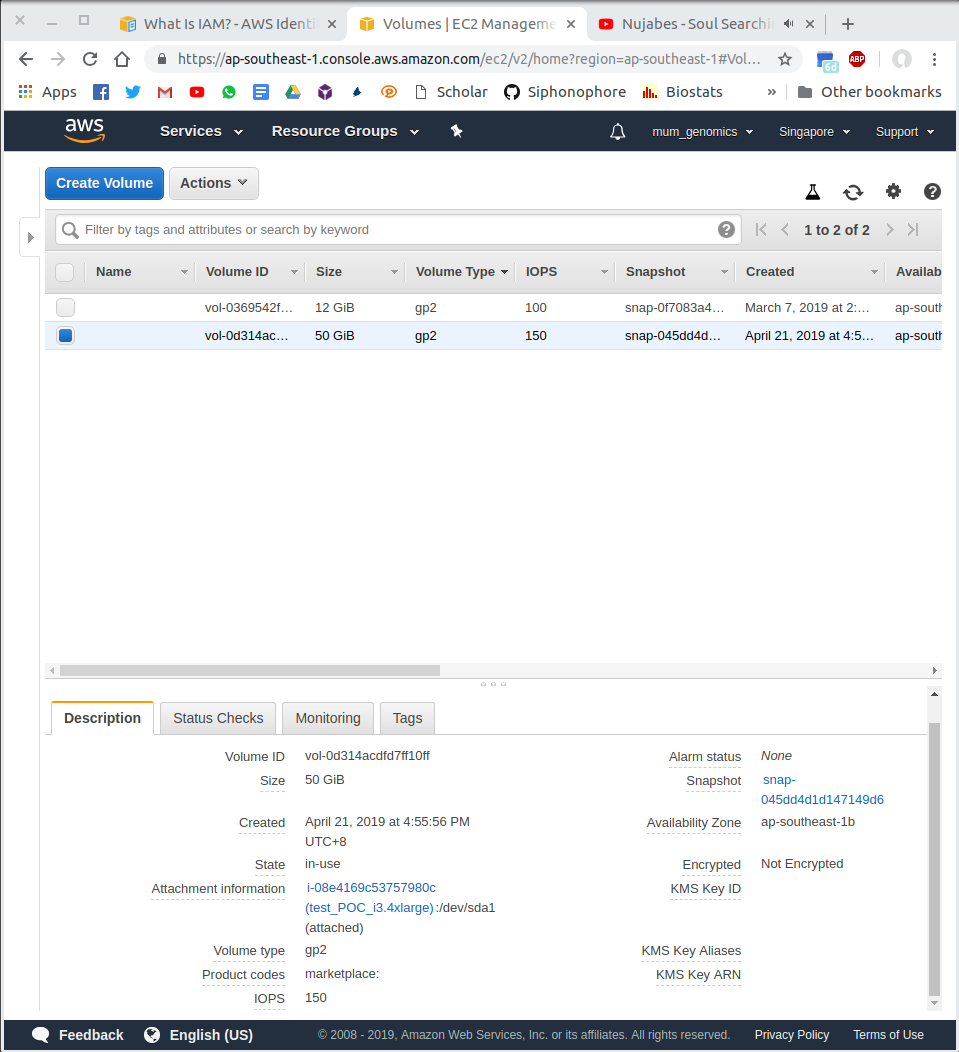 What Is IAM? - AWS Identi
Volumes | EC2 Manageme
Nujabes - Soul Searchin
https://ap-southeast-1.console.aws.amazon.com/ec2/v2/home?region=ap-southeast-1#Vol...
6d
ABP
Apps
Scholar
Siphonophore
Biostats
»
Other bookmarks
aws
Services
Resource Groups
mum_genomics
Singapore
Support
Create Volume
Actions
Filter by tags and attributes or search by keyword
1 to 2 of 2
Name Volume ID Size Volume Type IOPS Snapshot Created Availab
vol-0369542f... 12 GiB gp2 100 snap-0f7083a4... March 7, 2019 at 2:... ap-south
vol-0d314ac... 50 GiB gp2 150 snap-045dd4d... April 21, 2019 at 4:5... ap-south
Description Status Checks Monitoring Tags
Volume ID vol-0d314acdfd7ff10ff
Alarm status None
Size 50 GiB
Snapshot snap-
045dd4d1d147149d6
Created April 21, 2019 at 4:55:56 PM
UTC+8
Availability Zone ap-southeast-1b
State in-use
Encrypted Not Encrypted
Attachment information i-08e4169c53757980c
(test_POC_i3.4xlarge):/dev/sda1
(attached)
KMS Key ID
Volume type gp2
KMS Key Aliases
Product codes marketplace:
KMS Key ARN
IOPS 150
Feedback
English (US)
© 2008 - 2019, Amazon Web Services, Inc. or its affiliates. All rights reserved.
Privacy Policy
Terms of Use